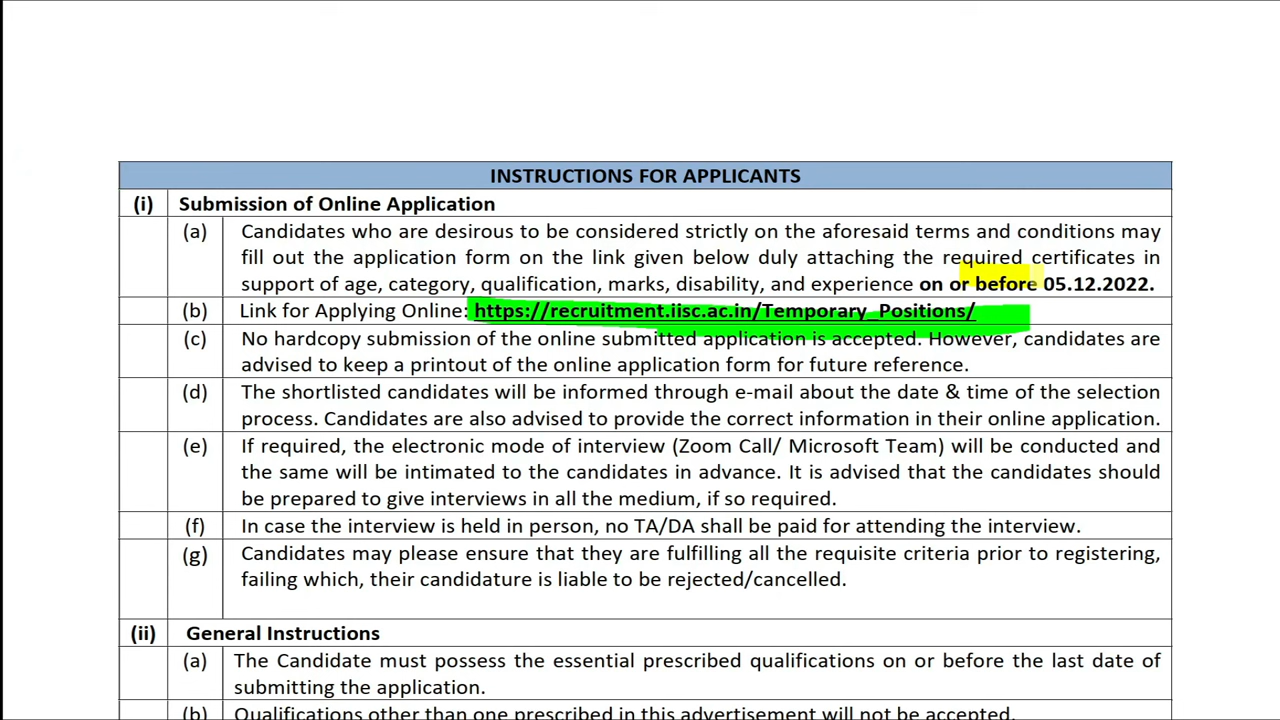 INSTRUCTIONS FOR APPLICANTS
(i) Submission of Online Application
(a) Candidates who are desirous to be considered strictly on the aforesaid terms and conditions may
fill out the application form on the link given below duly attaching the required certificates in
support of age, category, qualification, marks, disability, and experience on or before 05.12.2022.
(b) Link for Applying Online: https://recruitment.iisc.ac.in/Temporary_Positions/
(c) No hardcopy submission of the online submitted application is accepted. However, candidates are
advised to keep a printout of the online application form for future reference.
(d) The shortlisted candidates will be informed through e-mail about the date & time of the selection
process. Candidates are also advised to provide the correct information in their online application.
(e) If required, the electronic mode of interview (Zoom Call/ Microsoft Team) will be conducted and
the same will be intimated to the candidates in advance. It is advised that the candidates should
be prepared to give interviews in all the medium, if so required.
(f) In case the interview is held in person, no TA/DA shall be paid for attending the interview.
(g) Candidates may please ensure that they are fulfilling all the requisite criteria prior to registering,
failing which, their candidature is liable to be rejected/cancelled.
(ii) General Instructions
(a) The Candidate must possess the essential prescribed qualifications on or before the last date of
submitting the application.
(b) Qualifications other than one prescribed in this advertisement will not be accepted.